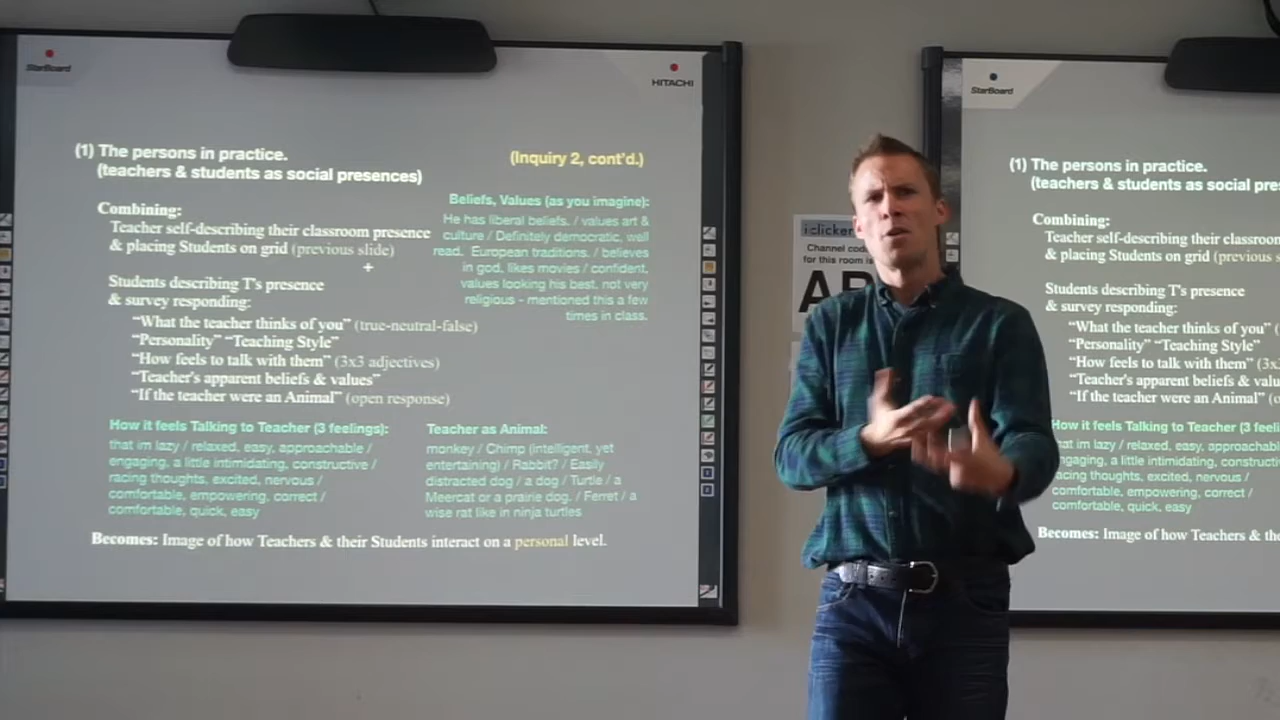 StarBoard
HITACHI
(1) The persons in practice.
(teachers & students as social presences)
(Inquiry 2, cont'd.)
Combining:
Teacher self-describing their classroom presence
& placing Students on grid (previous slide)
Students describing T's presence
& survey responding:
"What the teacher thinks of you" (true-neutral-false)
"Personality" "Teaching Style"
"How feels to talk with them" (3x3 adjectives)
"Teacher's apparent beliefs & values"
"If the teacher were an Animal" (open response)
Beliefs, Values (as you imagine):
He has liberal beliefs. / values art &
culture / Definitely democratic, well
read. European traditions. / believes
in god, likes movies / confident,
values looking his best, not very
religious - mentioned this a few
times in class.
How it feels Talking to Teacher (3 feelings):
that im lazy / relaxed, easy, approachable /
engaging, a little intimidating, constructive /
racing thoughts, excited, nervous /
comfortable, empowering, correct /
comfortable, quick, easy
Teacher as Animal:
monkey / Chimp (intelligent, yet
entertaining) / Rabbit? / Easily
distracted dog / a dog / Turtle / a
Meercat or a prairie dog. / Ferret / a
wise rat like in ninja turtles
Becomes: Image of how Teachers & their Students interact on a personal level.
iclicker
Channel cod
for this room is
A
StarBoard
(1) The persons in practice.
(teachers & students as social pres
Combining:
Teacher self-describing their classroom
& placing Students on grid (previous s
Students describing T's presence
& survey responding:
"What the teacher thinks of you" (
"Personality" "Teaching Style"
"How feels to talk with them" (3x
"Teacher's apparent beliefs & valu
"If the teacher were an Animal" (o
How it feels Talking to Teacher (3 feeli
hat im lazy / relaxed, easy, approachable
ngaging, a little intimidating, constructi
acing thoughts, excited, nervous /
comfortable, empowering, correct /
comfortable, quick, easy
Becomes: Image of how Teachers & the